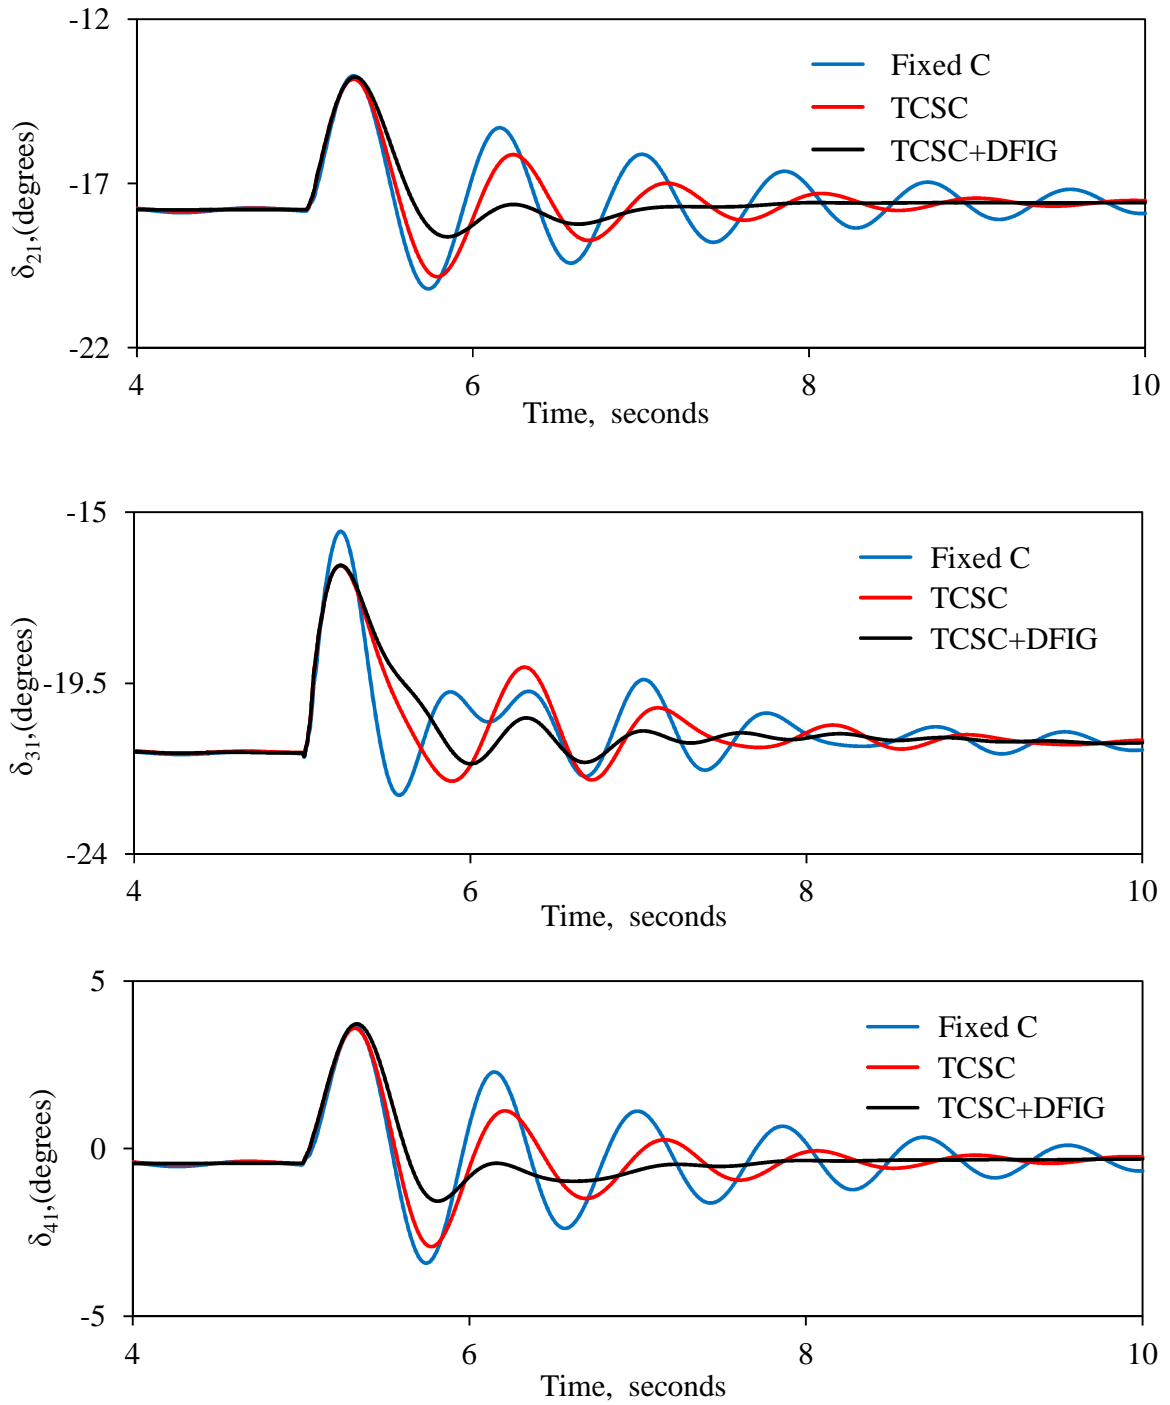 -12
Fixed C
TCSC
TCSC+DFIG
-17
δ21,(degrees)
-22
4
6
8
10
Time, seconds
-15
Fixed C
TCSC
TCSC+DFIG
-19.5
δ31,(degrees)
-24
4
6
8
10
Time, seconds
5
Fixed C
TCSC
TCSC+DFIG
0
δ41,(degrees)
-5
4
6
8
10
Time, seconds